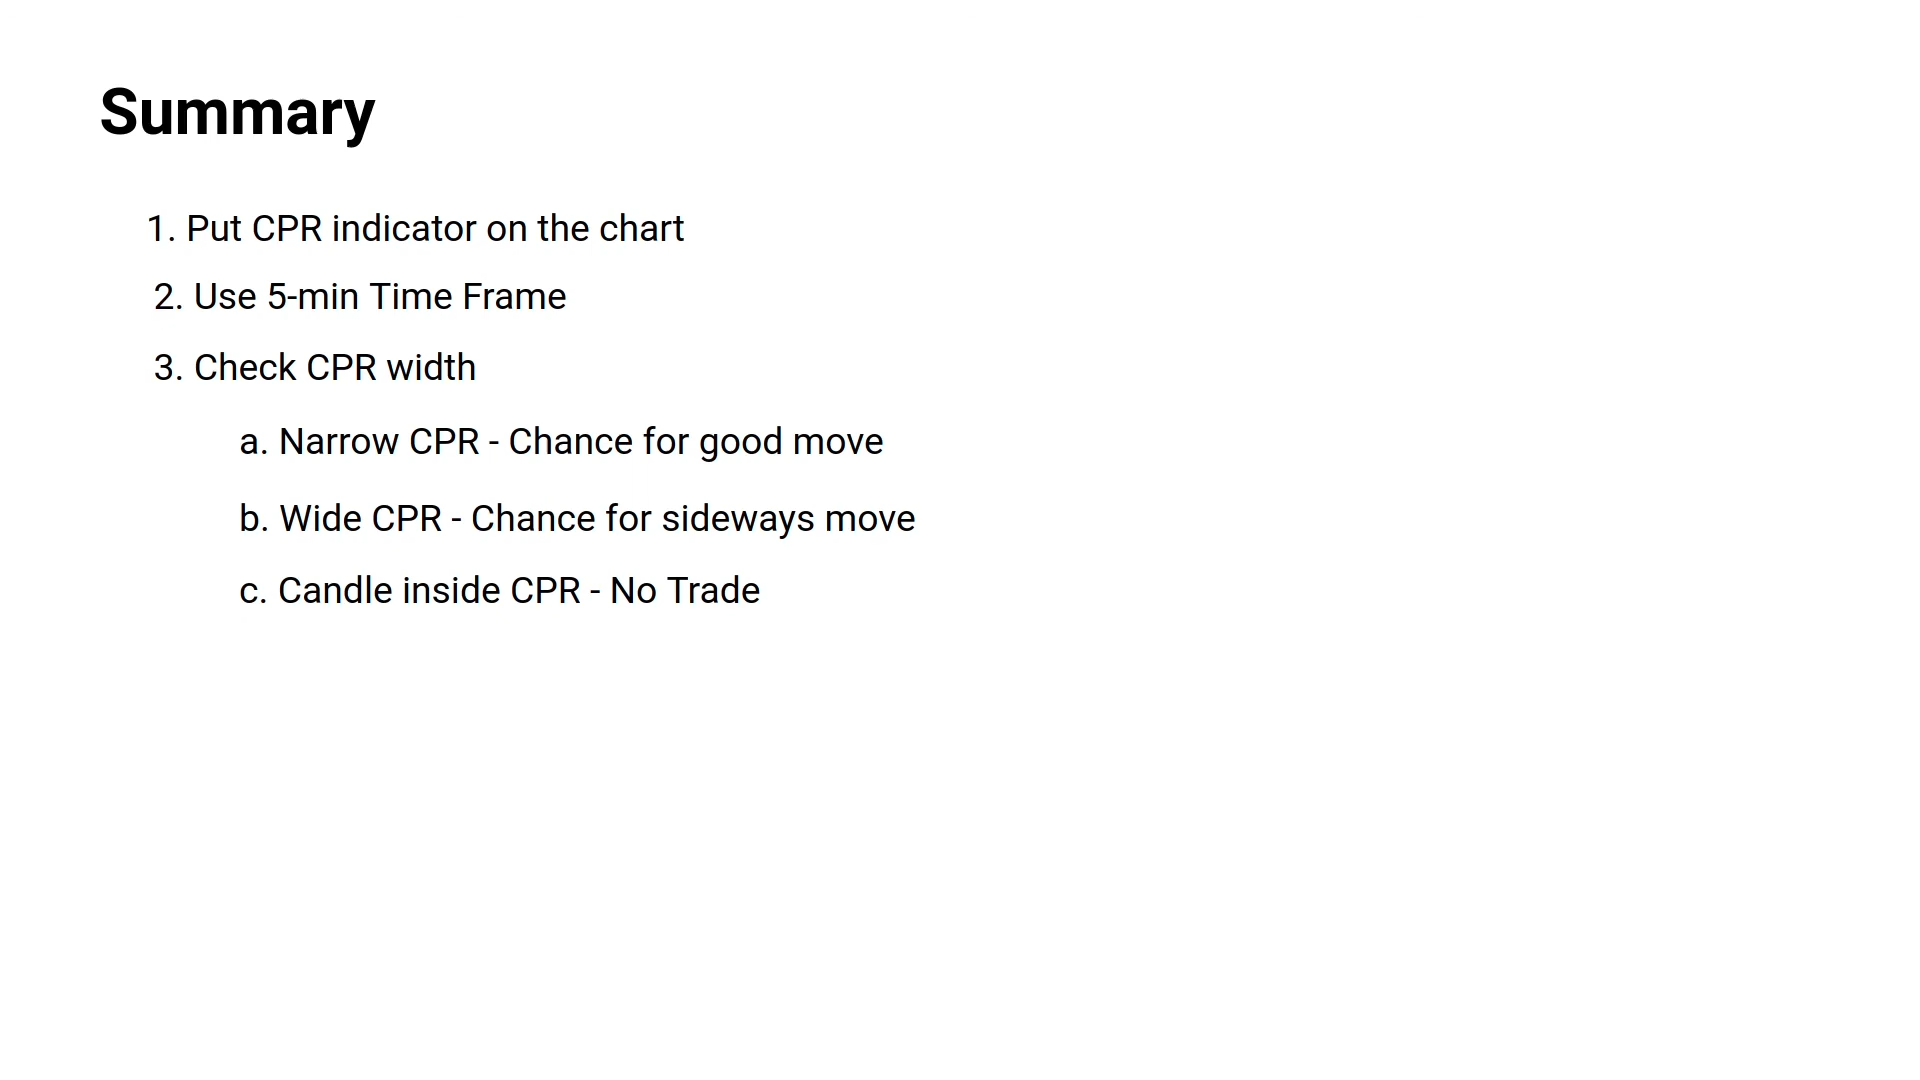 Summary
1. Put CPR indicator on the chart
2. Use 5-min Time Frame
3. Check CPR width
a. Narrow CPR - Chance for good move
b. Wide CPR - Chance for sideways move
c. Candle inside CPR - No Trade